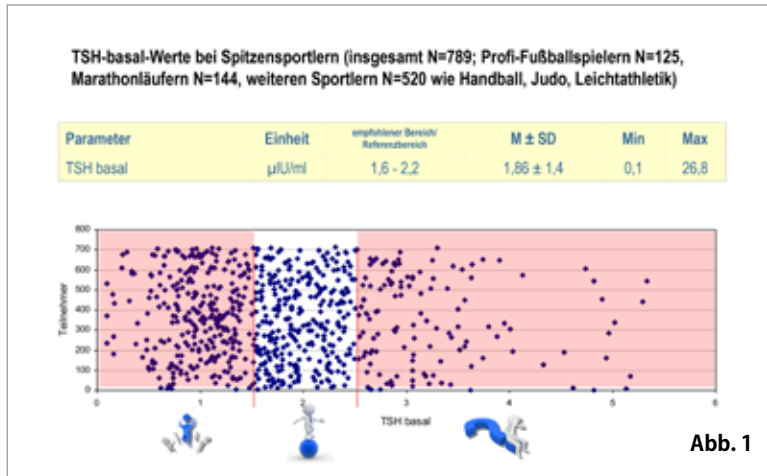 TSH-basal-Werte bei Spitzensportlern (insgesamt N=789; Profi-Fußballspielern N=125,
Marathonläufern N=144, weiteren Sportlern N=520 wie Handball, Judo, Leichtathletik)
Parameter Einheit empfohlener Bereich/ Referenzbereich M ± SD Min Max
TSH basal µIU/ml 1,6 - 2,2 1,86 ± 1,4 0,1 26,8
800
700
600
500
400
300
200
100
0
Teilnehmer
0 1 2 3 4 5 6
TSH basal
Abb. 1